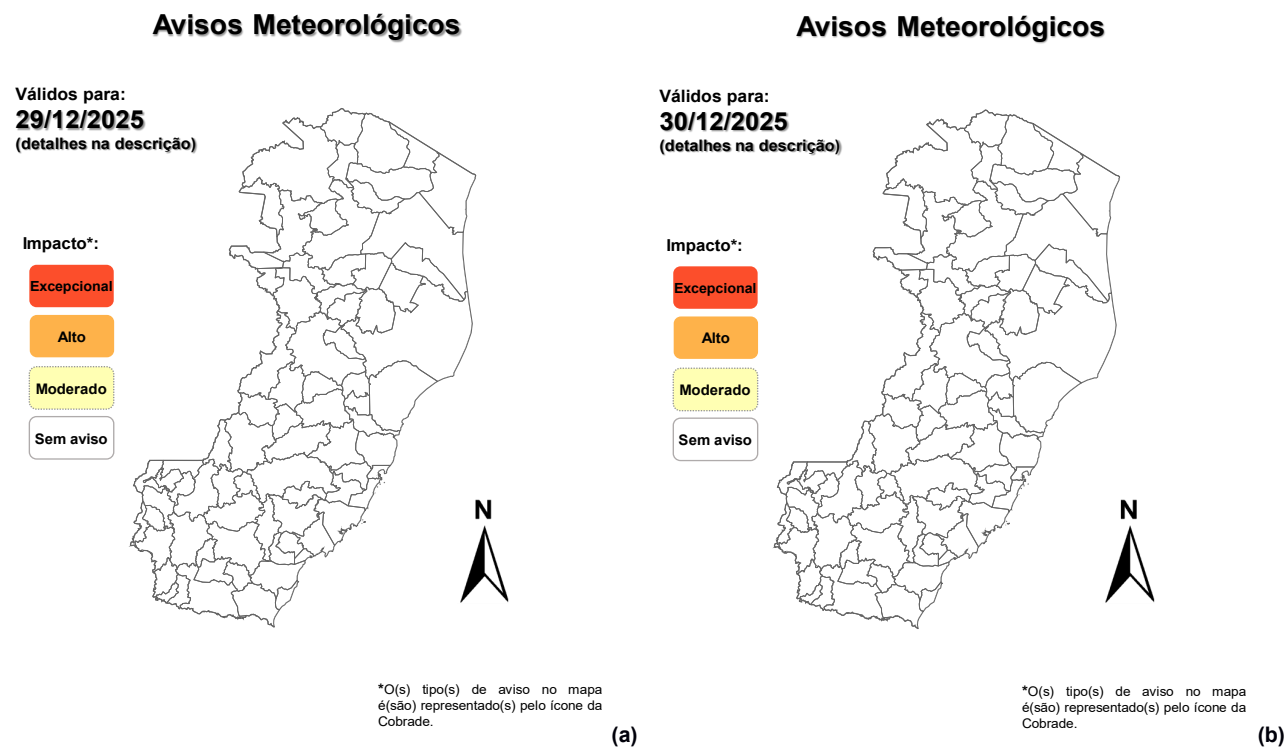 Avisos Meteorológicos
Válidos para:
29/12/2025
(detalhes na descrição)
Impacto*:
Excepcional
Alto
Moderado
Sem aviso
N
*O(s) tipo(s) de aviso no mapa
é(são) representado(s) pelo ícone da
Cobrade.
(a)
Avisos Meteorológicos
Válidos para:
30/12/2025
(detalhes na descrição)
Impacto*:
Excepcional
Alto
Moderado
Sem aviso
N
*O(s) tipo(s) de aviso no mapa
é(são) representado(s) pelo ícone da
Cobrade.
(b)